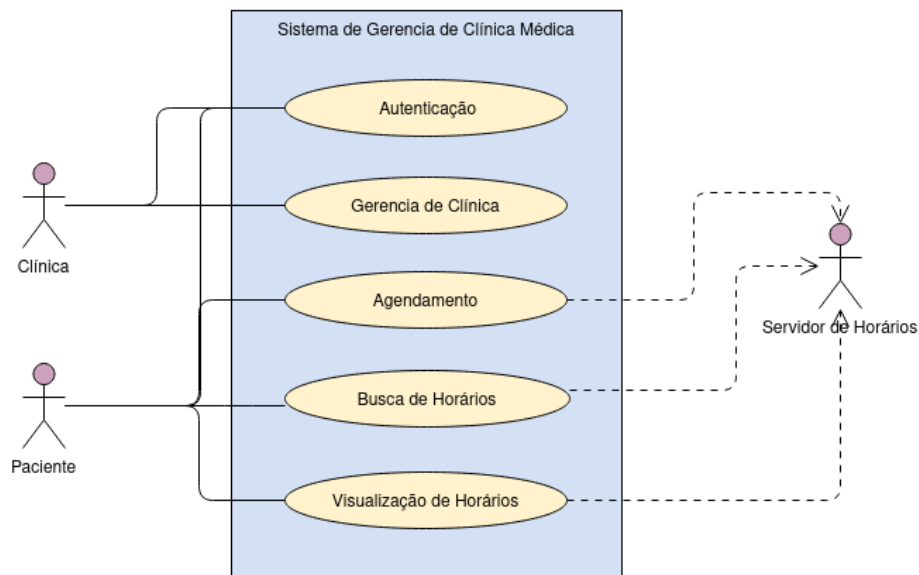 Sistema de Gerencia de Clínica Médica
Autenticação
Gerencia de Clínica
Clínica
Agendamento
Servidor de Horários
Busca de Horários
Paciente
Visualização de Horários